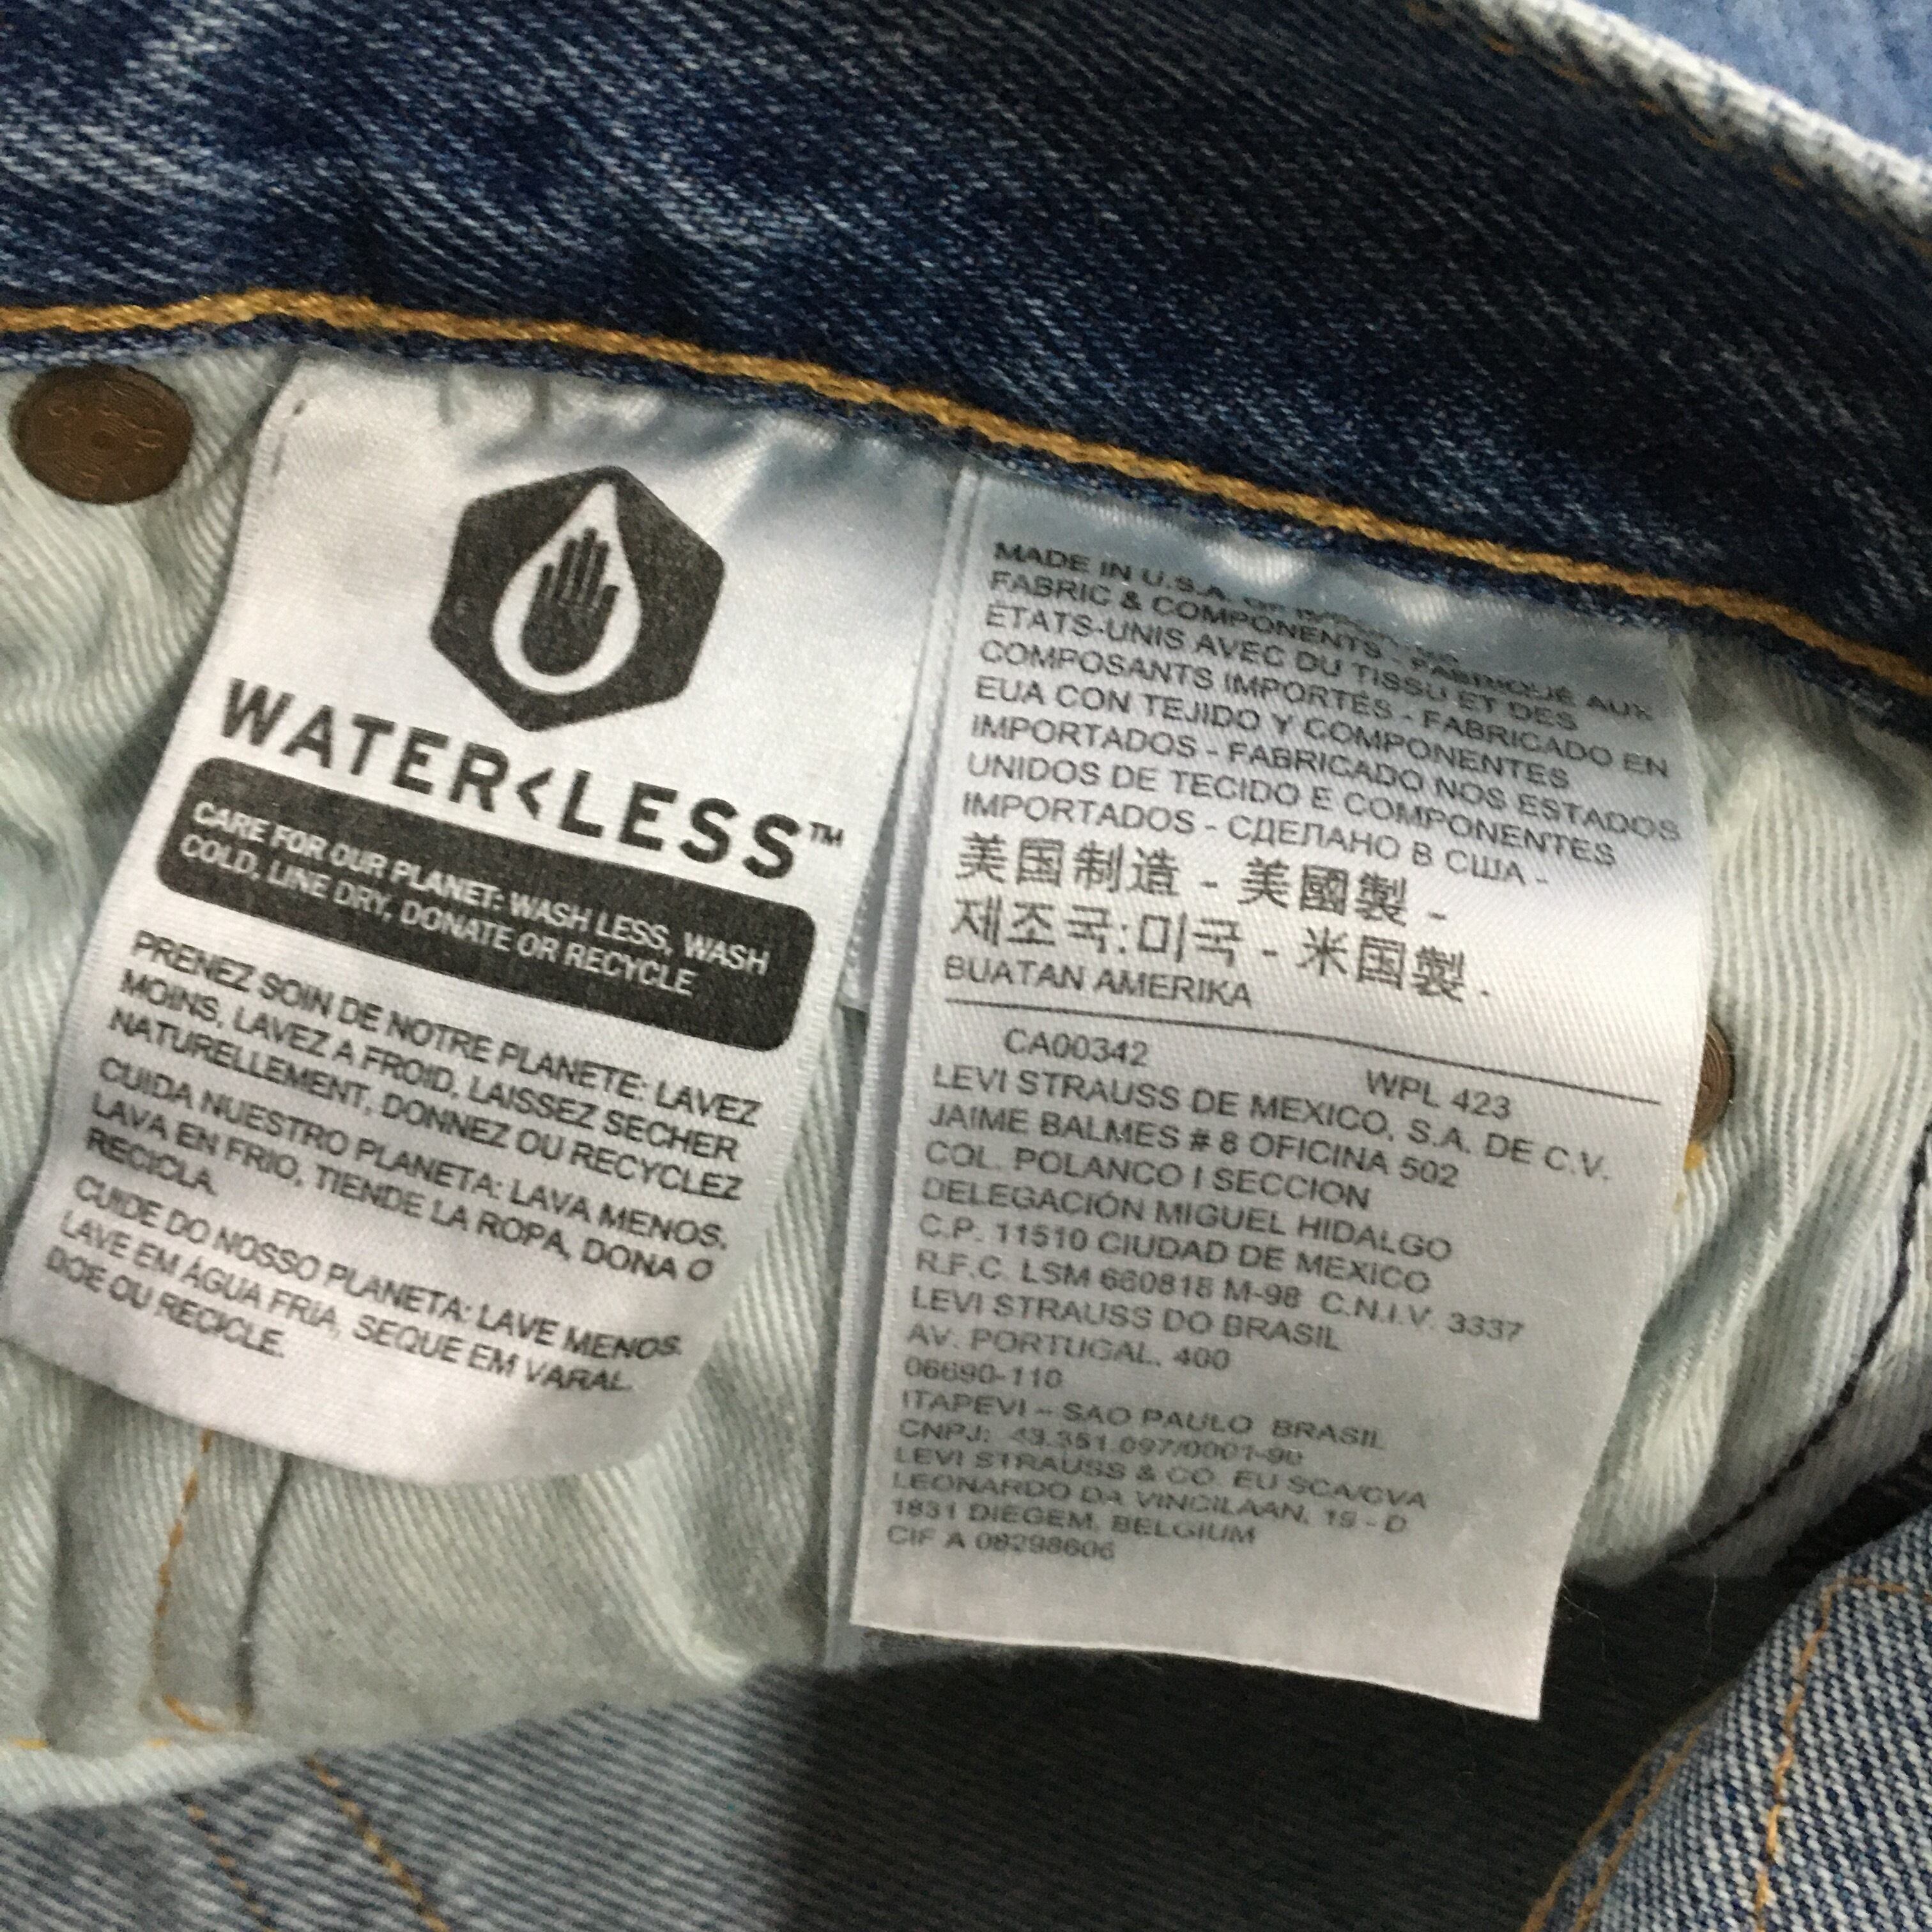 WATER<LESS™
CARE FOR OUR PLANET: WASH LESS, WASH
COLD, LINE DRY, DONATE OR RECYCLE
PRENEZ SOIN DE NOTRE PLANETE: LAVEZ
MOINS, LAVEZ A FROID, LAISSEZ SECHER
NATURELLEMENT, DONNEZ OU RECYCLEZ
CUIDA NUESTRO PLANETA: LAVA MENOS,
LAVA EN FRIO, TIENDE LA ROPA, DONA O
RECICLA.
CUIDE DO NOSSO PLANETA: LAVE MENOS.
LAVE EM ÁGUA FRIA, SEQUE EM VARAL.
DOE OU RECICLE.
MADE IN U.S.A. OF
FABRIC & COMPONENTS - FABRIQUÉ AUX
ÉTATS-UNIS AVEC DU TISSU ET DES
COMPOSANTS IMPORTÉS - FABRICADO EN
EUA CON TEJIDO Y COMPONENTES
IMPORTADOS - FABRICADO NOS ESTADOS
UNIDOS DE TECIDO E COMPONENTES
IMPORTADOS - СДЕЛАНО В США -
美国制造 - 美國製 -
제조국:미국 - 米国製 .
BUATAN AMERIKA
CA00342 WPL 423
LEVI STRAUSS DE MEXICO, S.A. DE C.V.
JAIME BALMES # 8 OFICINA 502
COL. POLANCO I SECCION
DELEGACIÓN MIGUEL HIDALGO
C.P. 11510 CIUDAD DE MEXICO
R.F.C. LSM 660818 M-98 C.N.I.V. 3337
LEVI STRAUSS DO BRASIL
AV. PORTUGAL, 400
06690-110
ITAPEVI – SAO PAULO BRASIL
CNPJ: 43.351.097/0001-90
LEVI STRAUSS & CO. EU SCA/CVA
LEONARDO DA VINCILAAN, 19 - D
1831 DIEGEM, BELGIUM
CIF A 08298606